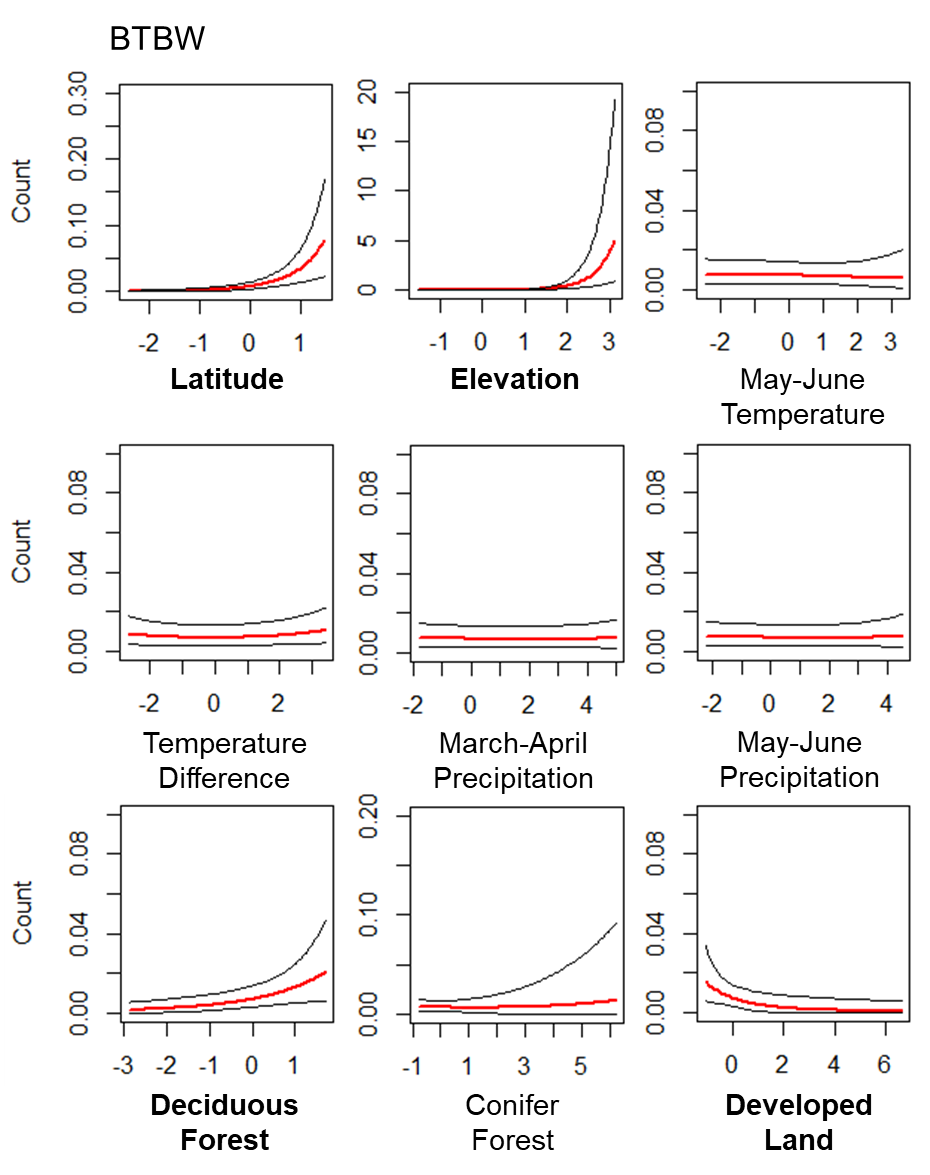 BTBW
Count
0.00 0.10 0.20 0.30
-2 -1 0 1
Latitude
0 5 10 15 20
-1 0 1 2 3
Elevation
0.00 0.04 0.08
-2 0 1 2 3
May-June
Temperature
Count
0.00 0.04 0.08
-2 0 2
Temperature
Difference
0.00 0.04 0.08
-2 0 2 4
March-April
Precipitation
0.00 0.04 0.08
-2 0 2 4
May-June
Precipitation
Count
0.00 0.04 0.08
-3 -2 -1 0 1
Deciduous
Forest
0.00 0.10 0.20
-1 1 3 5
Conifer
Forest
0.00 0.04 0.08
0 2 4 6
Developed
Land